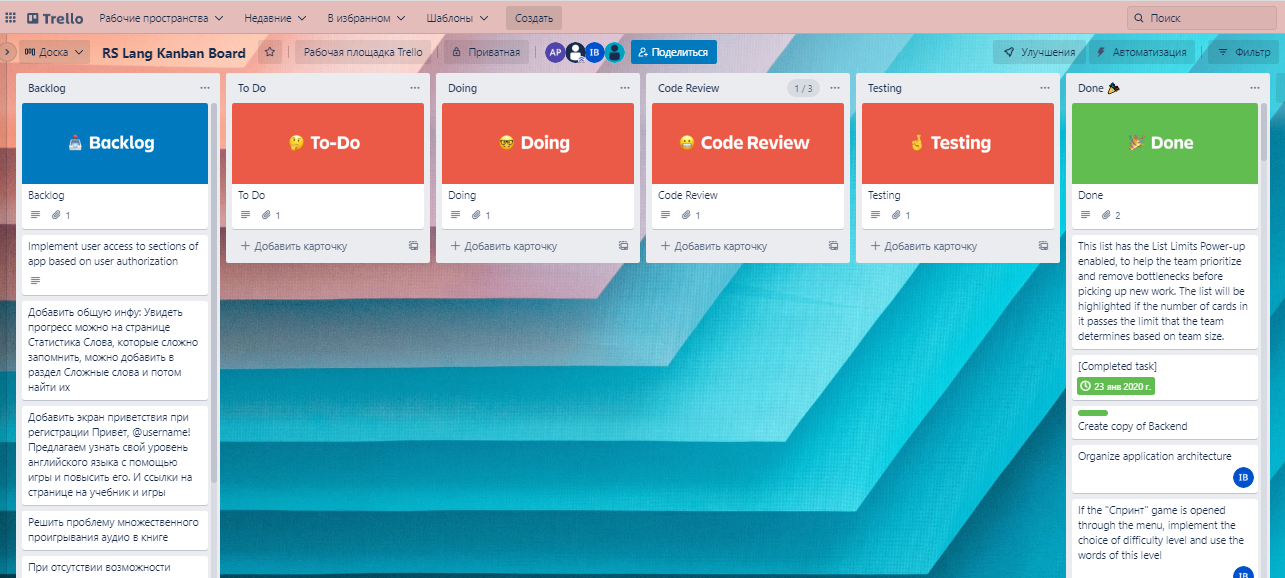 Trello Рабочие пространства Недавние В избранном Шаблоны Создать Поиск
Доска RS Lang Kanban Board Рабочая площадка Trello Приватная AP IB Поделиться Улучшения Автоматизация Фильтр
Backlog
Backlog
Backlog
1
Implement user access to sections of
app based on user authorization
Добавить общую инфу: Увидеть
прогресс можно на странице
Статистика Слова, которые сложно
запомнить, можно добавить в
раздел Сложные слова и потом
найти их
Добавить экран приветствия при
регистрации Привет, @username!
Предлагаем узнать свой уровень
английского языка с помощью
игры и повысить его. И ссылки на
странице на учебник и игры
Решить проблему множественного
проигрывания аудио в книге
При отсутствии возможности
To Do
To-Do
To Do
1
Добавить карточку
Doing
Doing
Doing
1
Добавить карточку
Code Review 1 / 3
Code Review
Code Review
1
Добавить карточку
Testing
Testing
Testing
1
Добавить карточку
Done 🎉
Done
Done
2
This list has the List Limits Power-up
enabled, to help the team prioritize
and remove bottlenecks before
picking up new work. The list will be
highlighted if the number of cards in
it passes the limit that the team
determines based on team size.
[Completed task]
23 янв 2020 г.
Create copy of Backend
Organize application architecture
IB
If the "Спринт" game is opened
through the menu, implement the
choice of difficulty level and use the
words of this level
IB